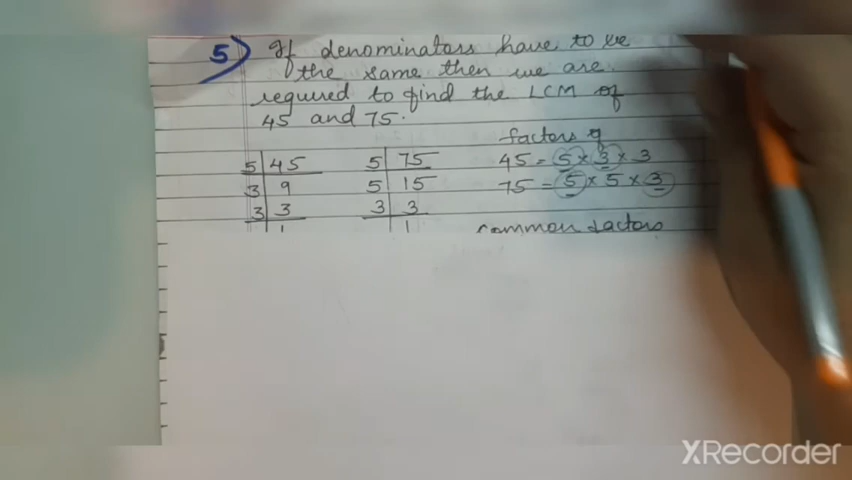 5) If denominators have to be
the same then we are
required to find the LCM of
45 and 75.
factors of
5 45 5 75 45 = 5 × 3 × 3
3 9 5 15 75 = 5 × 5 × 3
3 3 3 3
1 1 common factors
XRecorder